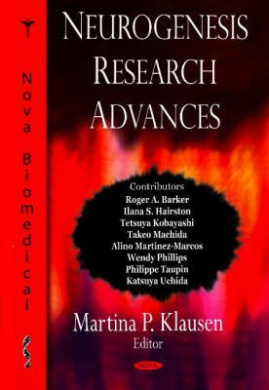 NEUROGENESIS
RESEARCH
ADVANCES
Nova Biomedical
Contributors
Roger A. Barker
Ilana S. Hairston
Tetsuya Kobayashi
Takeo Machida
Alino Martinez-Marcos
Wendy Phillips
Philippe Taupin
Katsuya Uchida
Martina P. Klausen
Editor